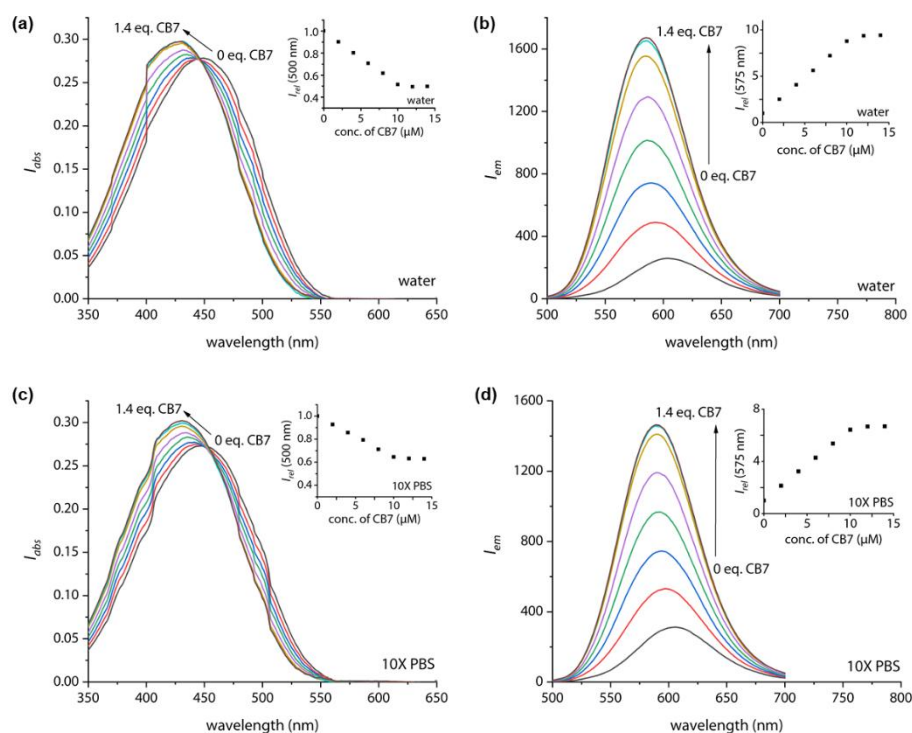 (a)
1.4 eq. CB7
0 eq. CB7
0.30
0.25
0.20
0.15
0.10
0.05
0.00
I_abs
350 400 450 500 550 600 650
wavelength (nm)
water
I_rel (500 nm)
1.0
0.8
0.6
0.4
0 5 10 15
conc. of CB7 (µM)
water
(b)
1.4 eq. CB7
0 eq. CB7
1600
1200
800
400
0
I_em
500 550 600 650 700 750 800
wavelength (nm)
water
I_rel (575 nm)
10
5
0
0 5 10 15
conc. of CB7 (µM)
water
(c)
1.4 eq. CB7
0 eq. CB7
0.30
0.25
0.20
0.15
0.10
0.05
0.00
I_abs
350 400 450 500 550 600 650
wavelength (nm)
10X PBS
I_rel (500 nm)
1.0
0.8
0.6
0.4
0 5 10 15
conc. of CB7 (µM)
10X PBS
(d)
1.4 eq. CB7
0 eq. CB7
1600
1200
800
400
0
I_em
500 550 600 650 700 750 800
wavelength (nm)
10X PBS
I_rel (575 nm)
8
6
4
2
0
0 5 10 15
conc. of CB7 (µM)
10X PBS